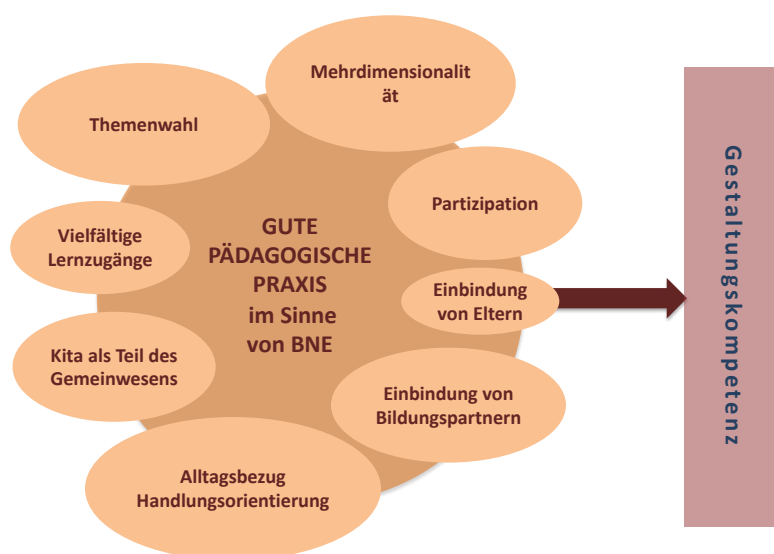 Mehrdimensionalit
ät
Themenwahl
Partizipation
Vielfältige
Lernzugänge
GUTE
PÄDAGOGISCHE
PRAXIS
im Sinne
von BNE
Einbindung
von Eltern
Kita als Teil des
Gemeinwesens
Einbindung von
Bildungspartnern
Alltagsbezug
Handlungsorientierung
Gestaltungskompetenz